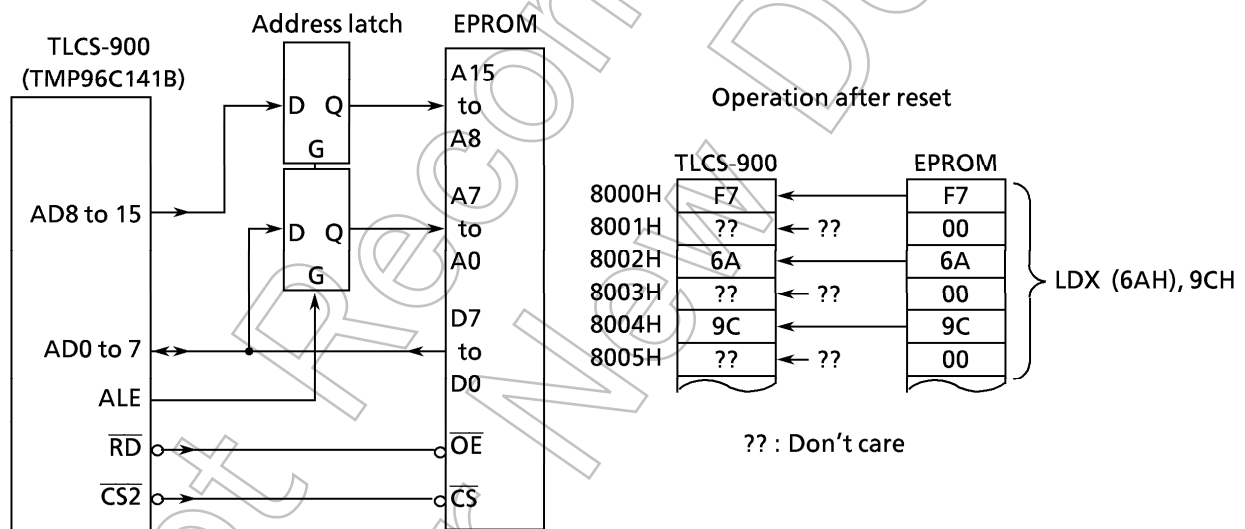 Address latch
EPROM
TLCS-900
(TMP96C141B)
A15
to
A8
D Q
G
AD8 to 15
A7
to
A0
D Q
G
D7
to
D0
AD0 to 7
ALE
RD
OE
CS2
CS
Operation after reset
TLCS-900 EPROM
8000H F7 F7
8001H ?? ?? 00
8002H 6A 6A
8003H ?? ?? 00
8004H 9C 9C
8005H ?? ?? 00
LDX (6AH), 9CH
?? : Don't care